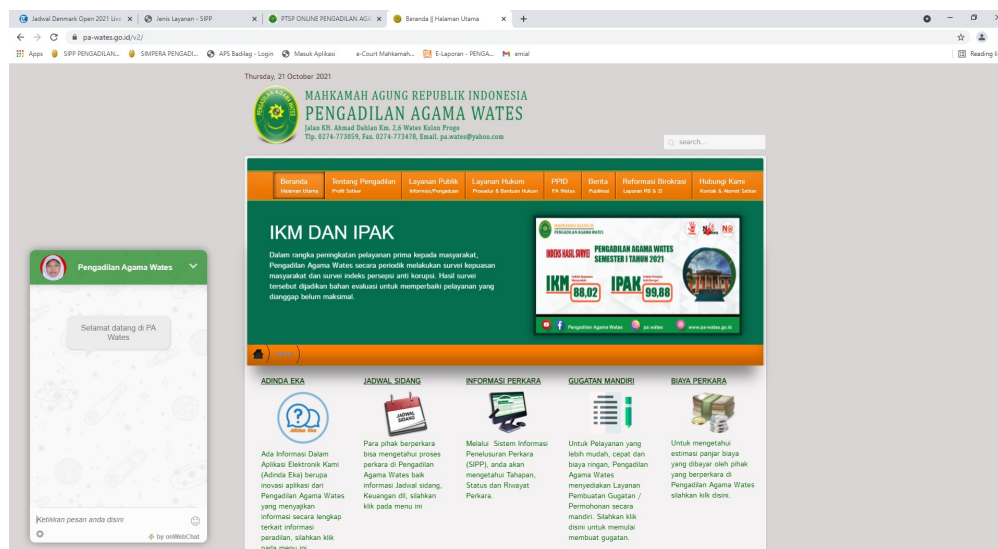 Jadwal Denmark Open 2021 Live
Jenis Layanan - SIPP
PTSP ONLINE PENGADILAN AGA
Beranda || Halaman Utama
pa-wates.go.id/v2/
Apps
SIPP PENGADILAN...
SIMPERA PENGADI...
APS Badilag - Login
Masuk Aplikasi
e-Court Mahkamah...
E-Laporan - PENGA...
emial
Reading li
Thursday, 21 October 2021
MAHKAMAH AGUNG REPUBLIK INDONESIA
PENGADILAN AGAMA WATES
Jalan KH. Ahmad Dahlan Km. 2,6 Wates Kulon Progo
Tlp. 0274-773059, Fax. 0274-773478, Email. pa.wates@yahoo.com
search...
Beranda
Halaman Utama
Tentang Pengadilan
Profil Satker
Layanan Publik
Informasi/Pengaduan
Layanan Hukum
Prosedur & Bantuan Hukum
PPID
PA Wates
Berita
Publikasi
Reformasi Birokrasi
Laporan RB & ZI
Hubungi Kami
Kontak & Alamat Satker
IKM DAN IPAK
Dalam rangka peningkatan pelayanan prima kepada masyarakat,
Pengadilan Agama Wates secara periodik melakukan survei kepuasan
masyarakat dan survei indeks persepsi anti korupsi. Hasil survei
tersebut dijadikan bahan evaluasi untuk memperbaiki pelayanan yang
dianggap belum maksimal.
PENGADILAN AGAMA WATES
INDEKS HASIL SURVEI
PENGADILAN AGAMA WATES
SEMESTER I TAHUN 2021
IKM
88,02
IPAK
99,88
Pengadilan Agama Wates
pa.wates
www.pa-wates.go.id
Pengadilan Agama Wates
Selamat datang di PA
Wates
Ketikkan pesan anda disini
by onWebChat
ADINDA EKA
ADINDA EKA
Ada Informasi Dalam
Aplikasi Elektronik Kami
(Adinda Eka) berupa
inovasi aplikasi dari
Pengadilan Agama Wates
yang menyajikan
informasi secara lengkap
terkait informasi
peradilan, silahkan klik
pada menu ini
JADWAL SIDANG
JADWAL
SIDANG
Para pihak berperkara
bisa mengetahui proses
perkara di Pengadilan
Agama Wates baik
informasi Jadwal sidang,
Keuangan dll, silahkan
klik pada menu ini
INFORMASI PERKARA
Melalui Sistem Informasi
Penelusuran Perkara
(SIPP), anda akan
mengetahui Tahapan,
Status dan Riwayat
Perkara.
GUGATAN MANDIRI
Untuk Pelayanan yang
lebih mudah, cepat dan
biaya ringan, Pengadilan
Agama Wates
menyediakan Layanan
Pembuatan Gugatan /
Permohonan secara
mandiri. Silahkan klik
disini untuk memulai
membuat gugatan.
BIAYA PERKARA
Untuk mengetahui
estimasi panjar biaya
yang dibayar oleh pihak
yang berperkara di
Pengadilan Agama Wates
silahkan kilk disini.